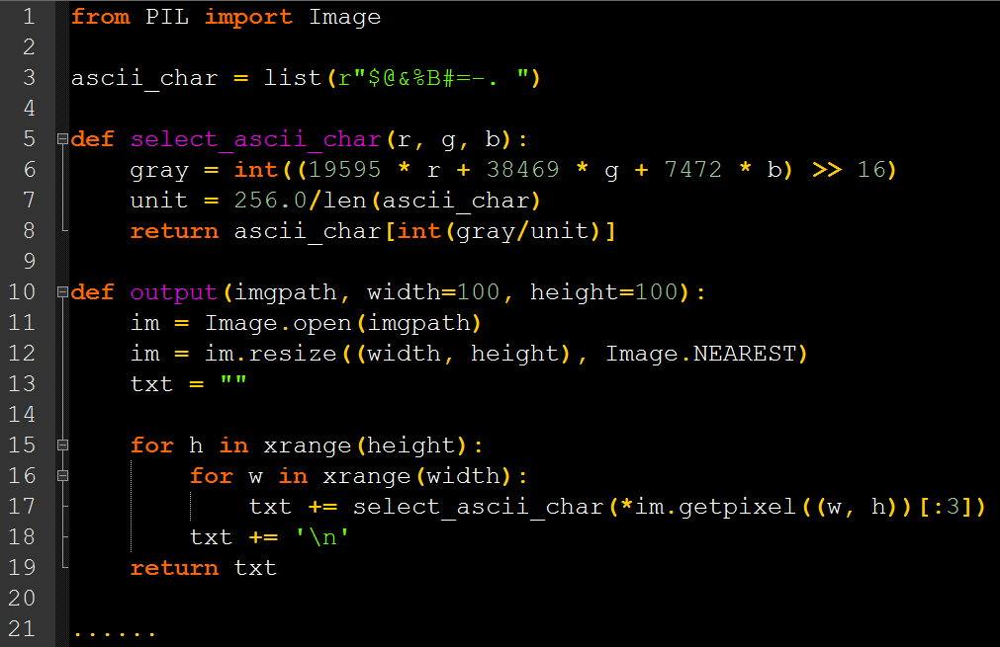 1 from PIL import Image
2
3 ascii_char = list(r"$@&%B#=-. ")
4
5 def select_ascii_char(r, g, b):
6     gray = int((19595 * r + 38469 * g + 7472 * b) >> 16)
7     unit = 256.0/len(ascii_char)
8     return ascii_char[int(gray/unit)]
9
10 def output(imgpath, width=100, height=100):
11     im = Image.open(imgpath)
12     im = im.resize((width, height), Image.NEAREST)
13     txt = ""
14
15     for h in xrange(height):
16         for w in xrange(width):
17             txt += select_ascii_char(*im.getpixel((w, h))[:3])
18         txt += '\n'
19     return txt
20
21 ......